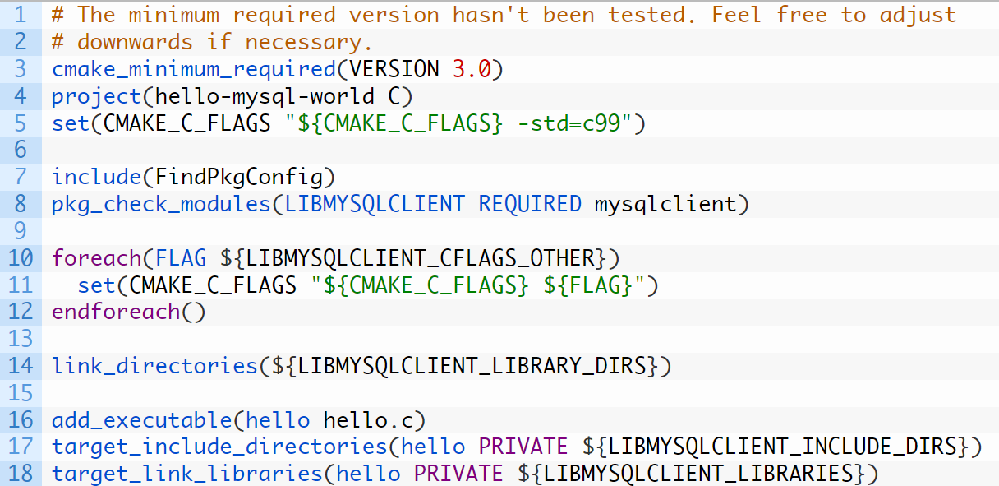 1 # The minimum required version hasn't been tested. Feel free to adjust
2 # downwards if necessary.
3 cmake_minimum_required(VERSION 3.0)
4 project(hello-mysql-world C)
5 set(CMAKE_C_FLAGS "${CMAKE_C_FLAGS} -std=c99")
6
7 include(FindPkgConfig)
8 pkg_check_modules(LIBMYSQLCLIENT REQUIRED mysqlclient)
9
10 foreach(FLAG ${LIBMYSQLCLIENT_CFLAGS_OTHER})
11   set(CMAKE_C_FLAGS "${CMAKE_C_FLAGS} ${FLAG}")
12 endforeach()
13
14 link_directories(${LIBMYSQLCLIENT_LIBRARY_DIRS})
15
16 add_executable(hello hello.c)
17 target_include_directories(hello PRIVATE ${LIBMYSQLCLIENT_INCLUDE_DIRS})
18 target_link_libraries(hello PRIVATE ${LIBMYSQLCLIENT_LIBRARIES})